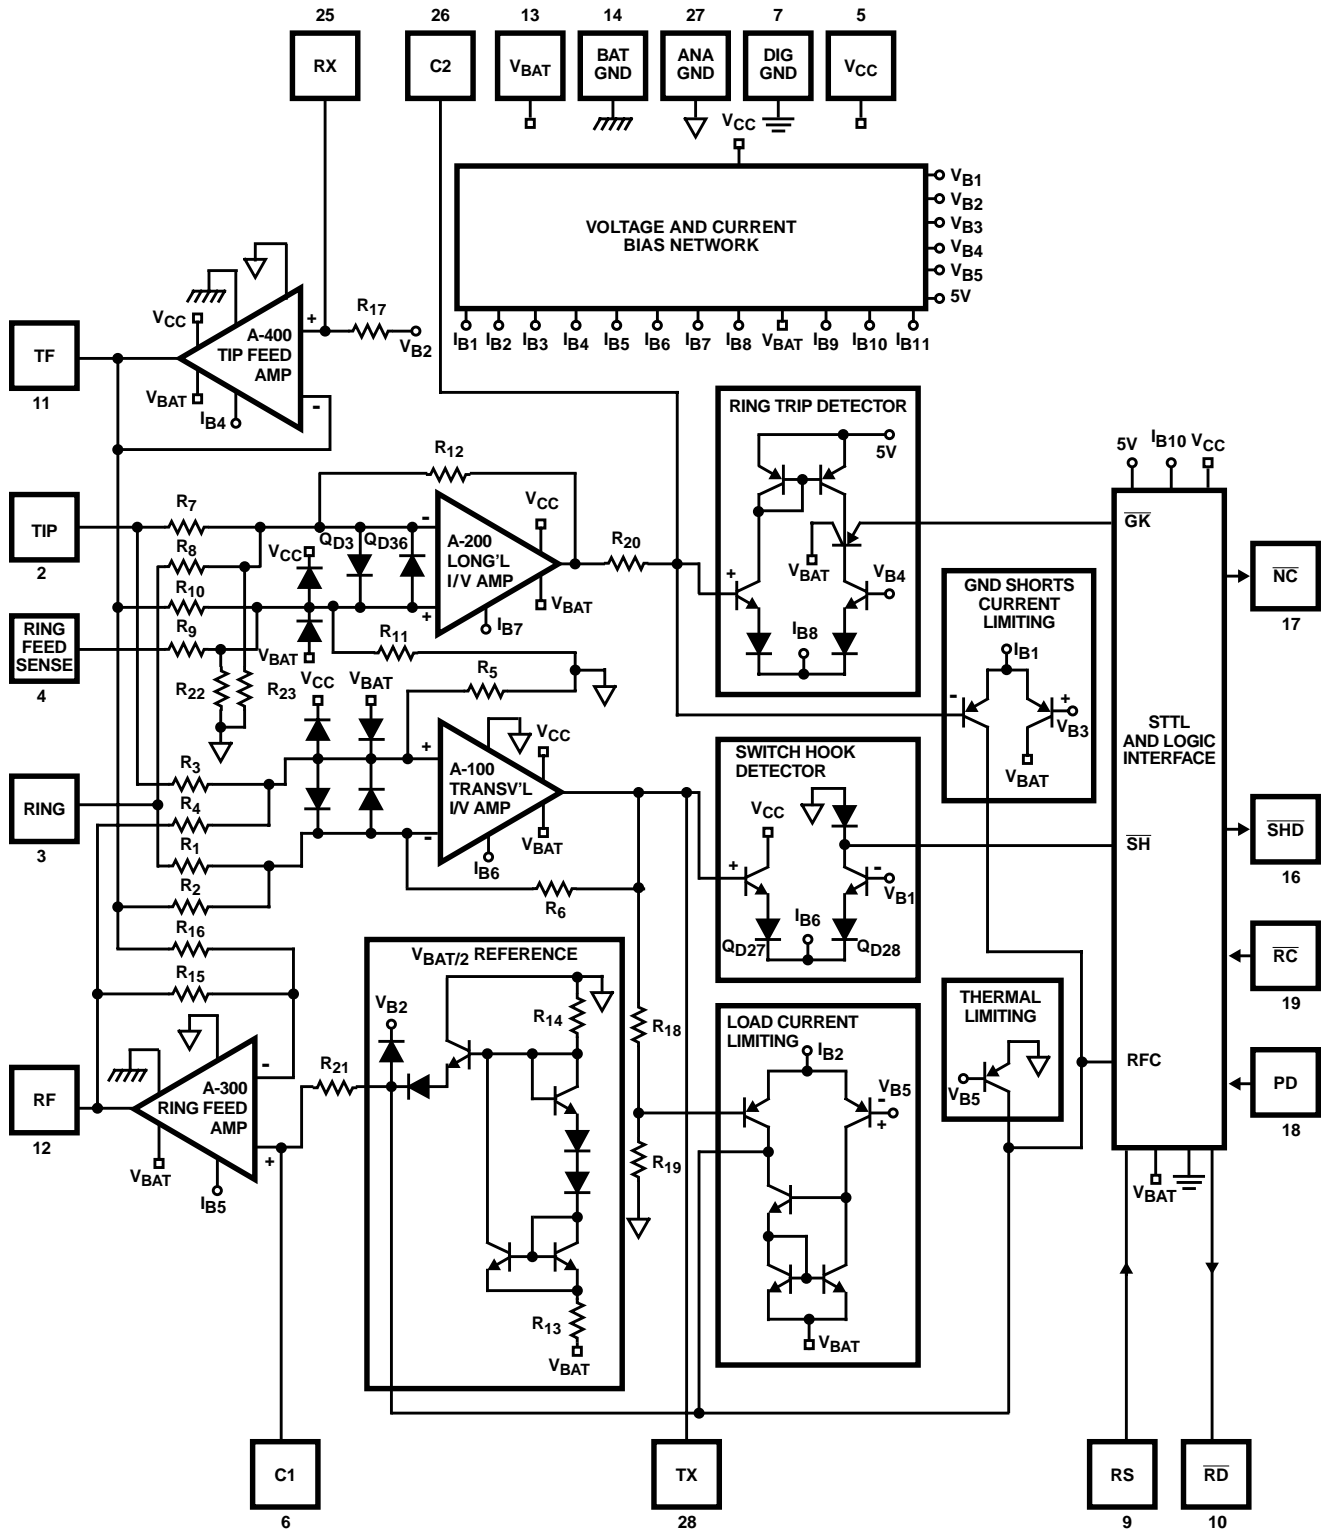 25
26
13
14
27
7
5
RX
C2
VBAT
BAT
GND
ANA
GND
DIG
GND
VCC
VCC
VOLTAGE AND CURRENT
BIAS NETWORK
VB1
VB2
VB3
VB4
VB5
5V
IB1
IB2
IB3
IB4
IB5
IB6
IB7
IB8
VBAT
IB9
IB10
IB11
TF
11
VCC
A-400
TIP FEED
AMP
+
-
VBAT
IB4
R17
VB2
RING TRIP DETECTOR
5V
VBAT
VB4
+
IB8
TIP
2
R7
R8
R10
R9
R22
R23
RING
FEED
SENSE
4
R12
VCC
QD3
QD36
VBAT
-
+
A-200
LONG'L
I/V AMP
VCC
VBAT
IB7
R20
R11
R5
5V
IB10
VCC
GK
SH
RFC
STTL
AND LOGIC
INTERFACE
VBAT
NC
17
SHD
16
RC
19
PD
18
GND SHORTS
CURRENT
LIMITING
IB1
-
+
VB3
VBAT
RING
3
R3
R4
R1
R2
R16
R15
VCC
VBAT
+
-
A-100
TRANSV'L
I/V AMP
VCC
VBAT
IB6
R6
SWITCH HOOK
DETECTOR
VCC
+
-
VB1
IB6
QD27
QD28
VBAT/2 REFERENCE
VB2
R14
R13
VBAT
R18
R19
LOAD CURRENT
LIMITING
IB2
VB5
-
+
VBAT
THERMAL
LIMITING
VB5
RF
12
A-300
RING FEED
AMP
-
+
VBAT
IB5
R21
C1
6
TX
28
RS
9
RD
10